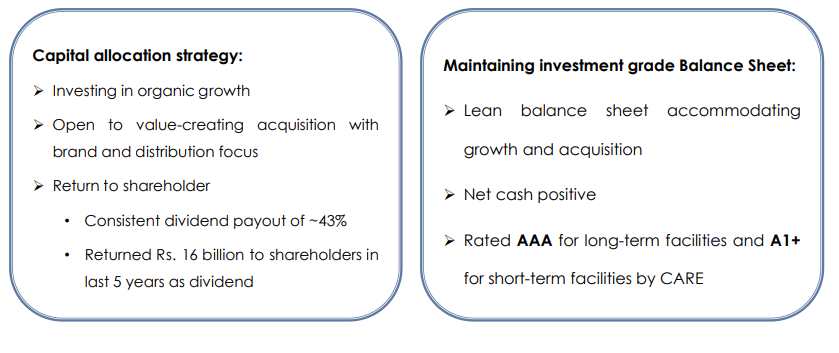 Capital allocation strategy:
➢ Investing in organic growth
➢ Open to value-creating acquisition with
brand and distribution focus
➢ Return to shareholder
• Consistent dividend payout of ~43%
• Returned Rs. 16 billion to shareholders in
last 5 years as dividend
Maintaining investment grade Balance Sheet:
➢ Lean balance sheet accommodating
growth and acquisition
➢ Net cash positive
➢ Rated AAA for long-term facilities and A1+
for short-term facilities by CARE